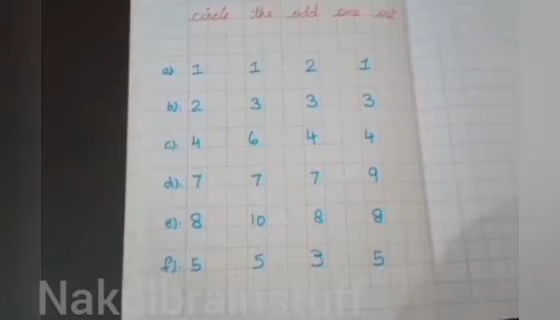 circle the odd one out
a) 1 1 2 1
b) 2 3 3 3
c) 4 6 4 4
d) 7 7 7 9
e) 8 10 8 8
f) 5 5 3 5